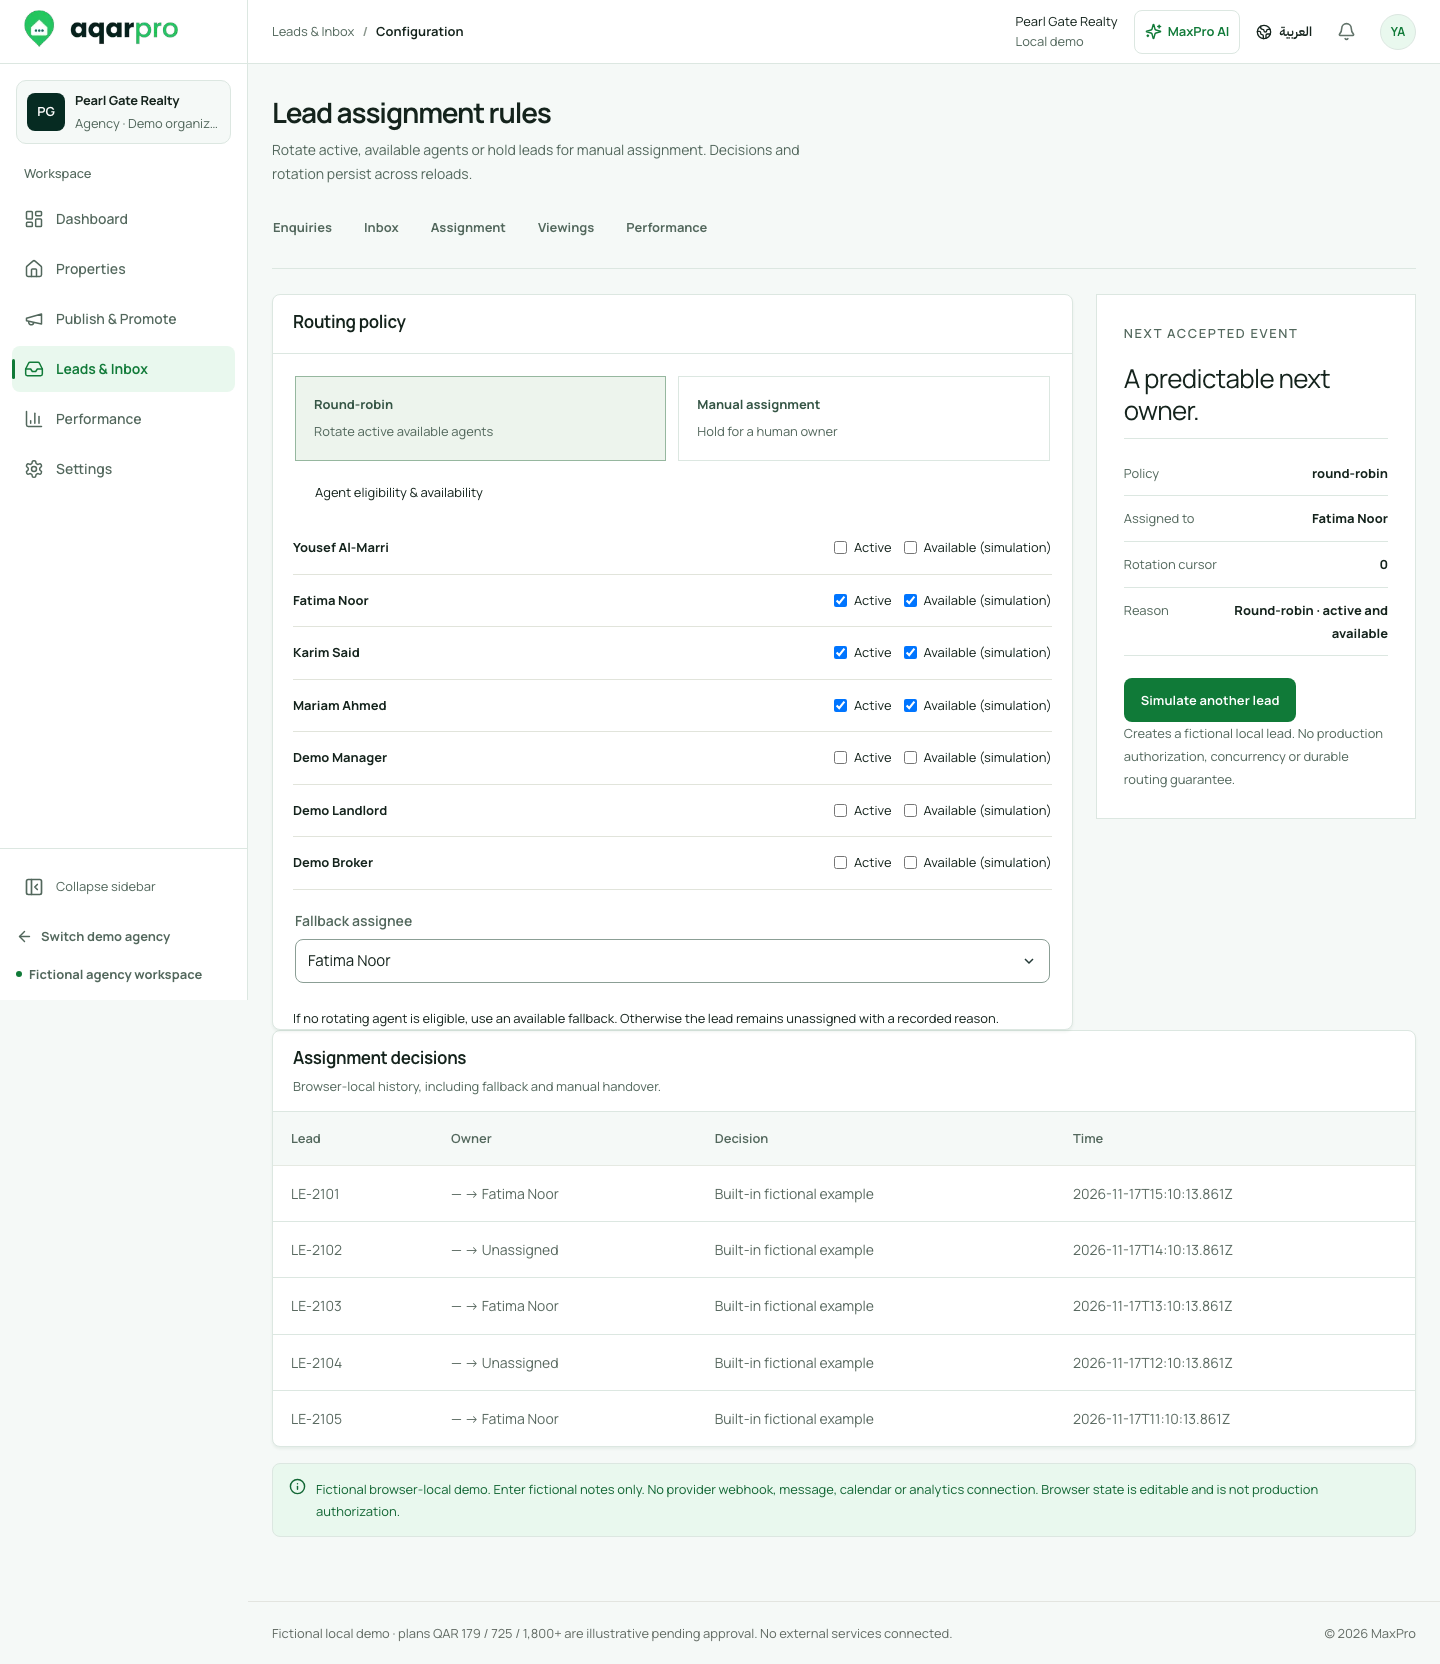 aqarpro
Leads & Inbox / Configuration
Pearl Gate Realty
Local demo
MaxPro AI
العربية
YA
PG
Pearl Gate Realty
Agency · Demo organiz...
Workspace
Dashboard
Properties
Publish & Promote
Leads & Inbox
Performance
Settings
Collapse sidebar
Switch demo agency
Fictional agency workspace
Lead assignment rules
Rotate active, available agents or hold leads for manual assignment. Decisions and
rotation persist across reloads.
Enquiries Inbox Assignment Viewings Performance
Routing policy
Round-robin
Rotate active available agents
Manual assignment
Hold for a human owner
Agent eligibility & availability
Yousef Al-Marri Active Available (simulation)
Fatima Noor Active Available (simulation)
Karim Said Active Available (simulation)
Mariam Ahmed Active Available (simulation)
Demo Manager Active Available (simulation)
Demo Landlord Active Available (simulation)
Demo Broker Active Available (simulation)
Fallback assignee
Fatima Noor
If no rotating agent is eligible, use an available fallback. Otherwise the lead remains unassigned with a recorded reason.
NEXT ACCEPTED EVENT
A predictable next
owner.
Policy round-robin
Assigned to Fatima Noor
Rotation cursor 0
Reason Round-robin · active and
available
Simulate another lead
Creates a fictional local lead. No production
authorization, concurrency or durable
routing guarantee.
Assignment decisions
Browser-local history, including fallback and manual handover.
Lead Owner Decision Time
LE-2101 — → Fatima Noor Built-in fictional example 2026-11-17T15:10:13.861Z
LE-2102 — → Unassigned Built-in fictional example 2026-11-17T14:10:13.861Z
LE-2103 — → Fatima Noor Built-in fictional example 2026-11-17T13:10:13.861Z
LE-2104 — → Unassigned Built-in fictional example 2026-11-17T12:10:13.861Z
LE-2105 — → Fatima Noor Built-in fictional example 2026-11-17T11:10:13.861Z
Fictional browser-local demo. Enter fictional notes only. No provider webhook, message, calendar or analytics connection. Browser state is editable and is not production
authorization.
Fictional local demo · plans QAR 179 / 725 / 1,800+ are illustrative pending approval. No external services connected.
© 2026 MaxPro